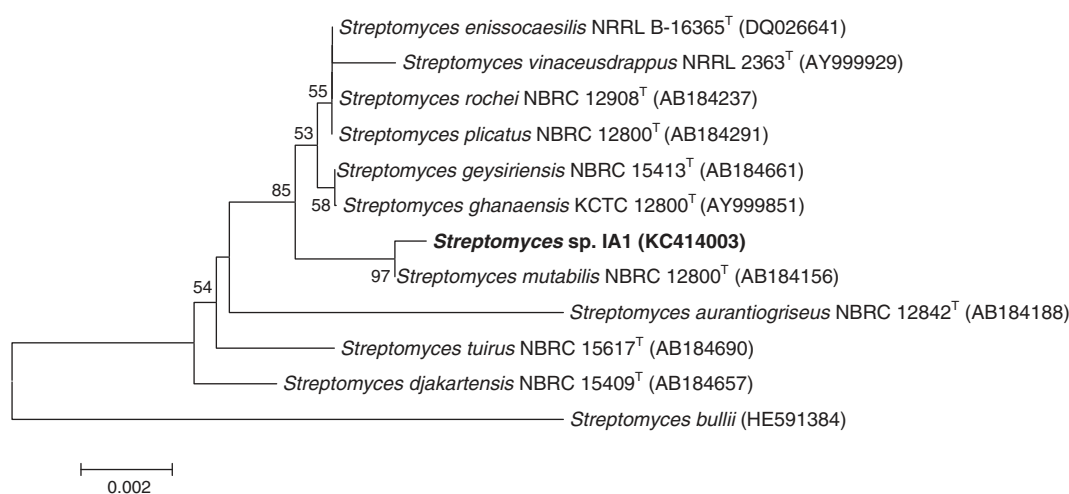 Streptomyces enissocaesilis NRRL B-16365T (DQ026641)
Streptomyces vinaceusdrappus NRRL 2363T (AY999929)
55
Streptomyces rochei NBRC 12908T (AB184237)
53
Streptomyces plicatus NBRC 12800T (AB184291)
Streptomyces geysiriensis NBRC 15413T (AB184661)
85
58
Streptomyces ghanaensis KCTC 12800T (AY999851)
Streptomyces sp. IA1 (KC414003)
97
Streptomyces mutabilis NBRC 12800T (AB184156)
54
Streptomyces aurantiogriseus NBRC 12842T (AB184188)
Streptomyces tuirus NBRC 15617T (AB184690)
Streptomyces djakartensis NBRC 15409T (AB184657)
Streptomyces bullii (HE591384)
0.002